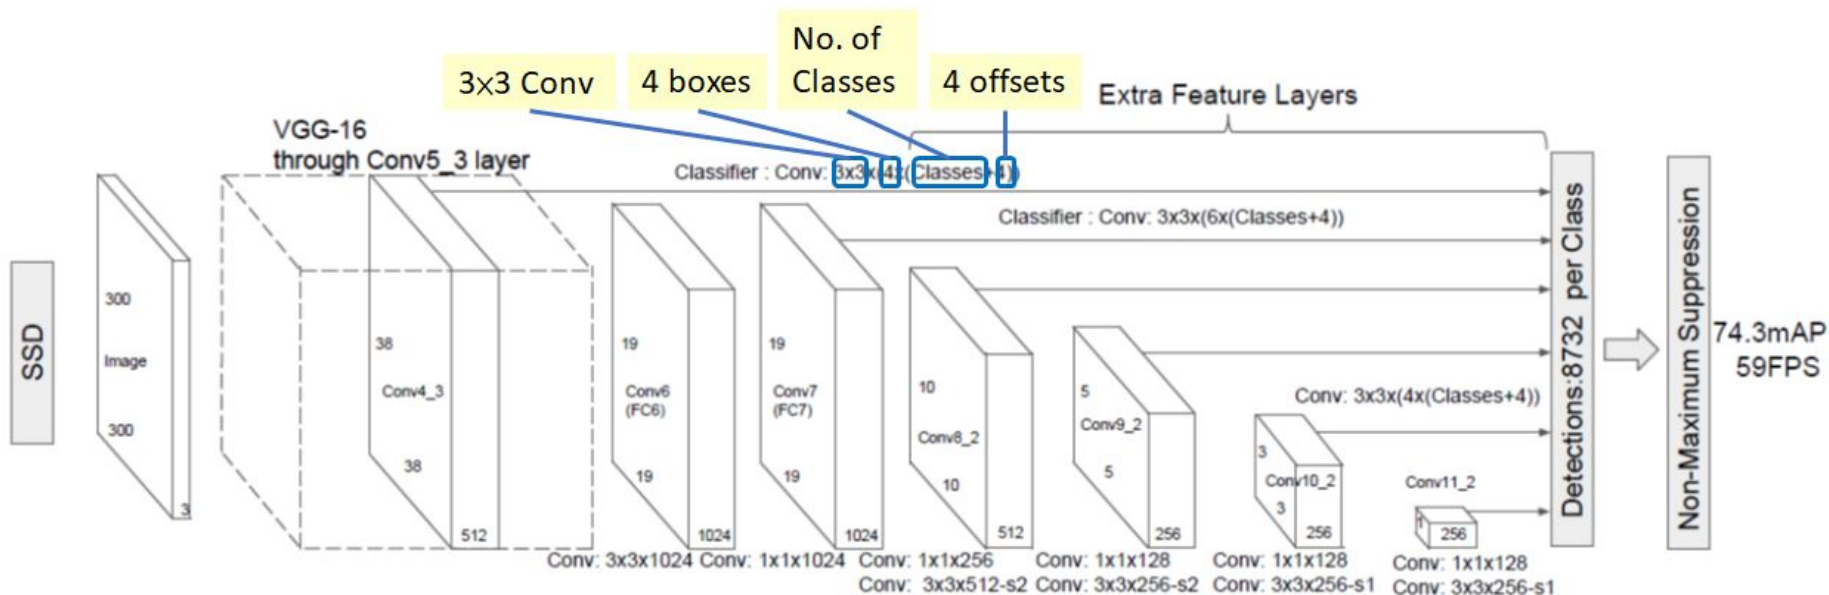 No. of
Classes
3×3 Conv
4 boxes
4 offsets
Extra Feature Layers
VGG-16
through Conv5_3 layer
Classifier : Conv: 3x3x(4x(Classes+4))
Classifier : Conv: 3x3x(6x(Classes+4))
SSD
300
Image
300
3
38
Conv4_3
38
512
19
Conv6
(FC6)
19
1024
19
Conv7
(FC7)
19
1024
10
Conv8_2
10
512
5
Conv9_2
5
256
Conv: 3x3x(4x(Classes+4))
3
Conv10_2
3
256
Conv11_2
1
256
Detections:8732 per Class
Non-Maximum Suppression
74.3mAP
59FPS
Conv: 3x3x1024
Conv: 1x1x1024
Conv: 1x1x256
Conv: 3x3x512-s2
Conv: 1x1x128
Conv: 3x3x256-s2
Conv: 1x1x128
Conv: 3x3x256-s1
Conv: 1x1x128
Conv: 3x3x256-s1